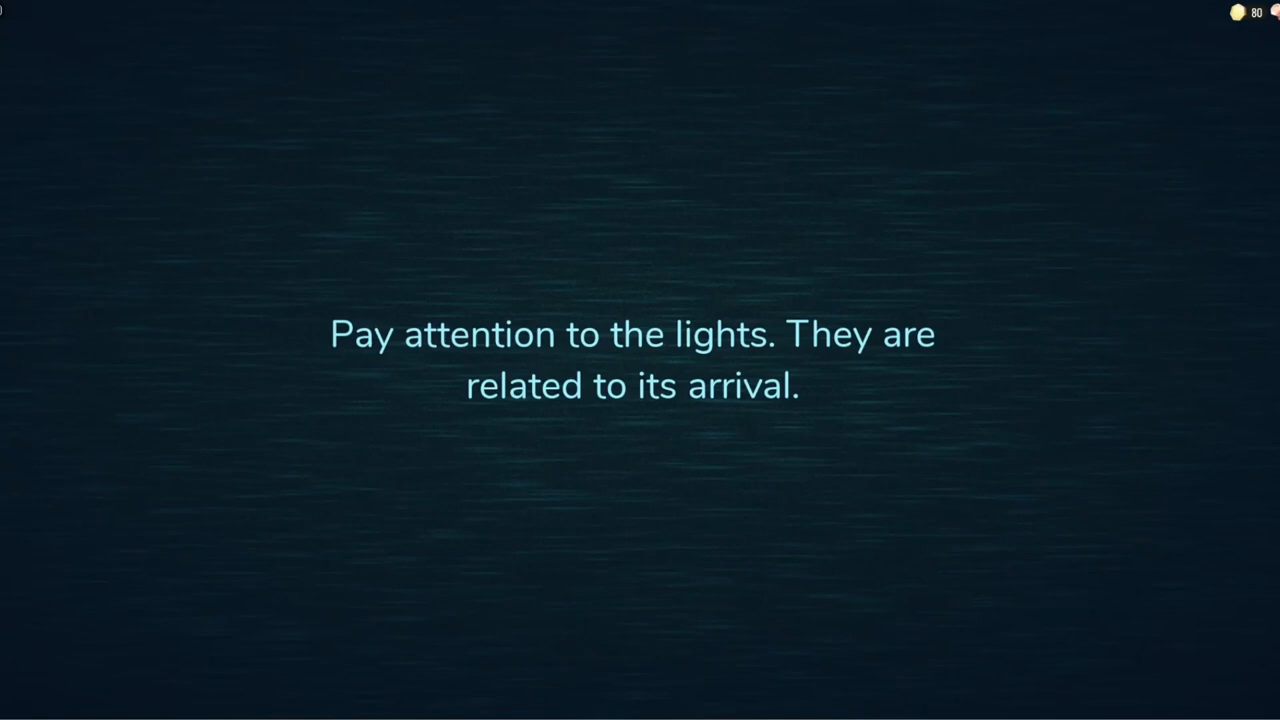 80
Pay attention to the lights. They are
related to its arrival.